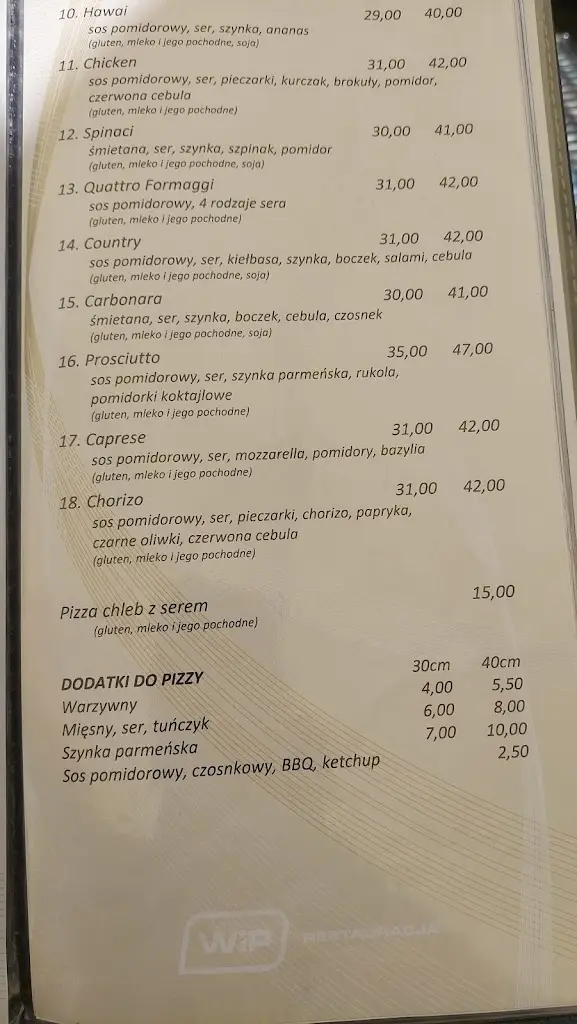 10. Hawai 29,00 40,00
sos pomidorowy, ser, szynka, ananas
(gluten, mleko i jego pochodne, soja)
11. Chicken 31,00 42,00
sos pomidorowy, ser, pieczarki, kurczak, brokuły, pomidor,
czerwona cebula
(gluten, mleko i jego pochodne)
12. Spinaci 30,00 41,00
śmietana, ser, szynka, szpinak, pomidor
(gluten, mleko i jego pochodne, soja)
13. Quattro Formaggi 31,00 42,00
sos pomidorowy, 4 rodzaje sera
(gluten, mleko i jego pochodne)
14. Country 31,00 42,00
sos pomidorowy, ser, kiełbasa, szynka, boczek, salami, cebula
(gluten, mleko i jego pochodne, soja)
15. Carbonara 30,00 41,00
śmietana, ser, szynka, boczek, cebula, czosnek
(gluten, mleko i jego pochodne, soja)
16. Prosciutto 35,00 47,00
sos pomidorowy, ser, szynka parmeńska, rukola,
pomidorki koktajlowe
(gluten, mleko i jego pochodne)
17. Caprese 31,00 42,00
sos pomidorowy, ser, mozzarella, pomidory, bazylia
(gluten, mleko i jego pochodne)
18. Chorizo 31,00 42,00
sos pomidorowy, ser, pieczarki, chorizo, papryka,
czarne oliwki, czerwona cebula
(gluten, mleko i jego pochodne)
Pizza chleb z serem 15,00
(gluten, mleko i jego pochodne)
DODATKI DO PIZZY 30cm 40cm
Warzywny 4,00 5,50
Mięsny, ser, tuńczyk 6,00 8,00
Szynka parmeńska 7,00 10,00
Sos pomidorowy, czosnkowy, BBQ, ketchup 2,50
WiP RESTAURACJA